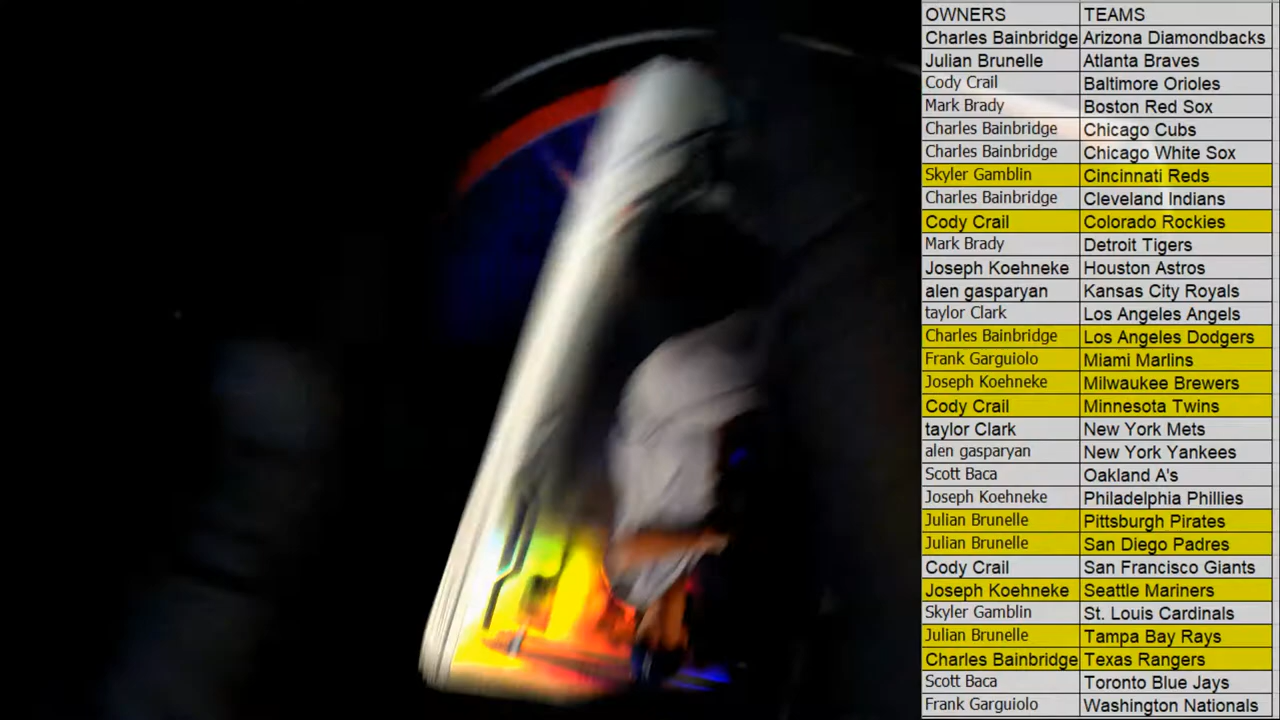 OWNERS TEAMS
Charles Bainbridge Arizona Diamondbacks
Julian Brunelle Atlanta Braves
Cody Crail Baltimore Orioles
Mark Brady Boston Red Sox
Charles Bainbridge Chicago Cubs
Charles Bainbridge Chicago White Sox
Skyler Gamblin Cincinnati Reds
Charles Bainbridge Cleveland Indians
Cody Crail Colorado Rockies
Mark Brady Detroit Tigers
Joseph Koehneke Houston Astros
alen gasparyan Kansas City Royals
taylor Clark Los Angeles Angels
Charles Bainbridge Los Angeles Dodgers
Frank Garguiolo Miami Marlins
Joseph Koehneke Milwaukee Brewers
Cody Crail Minnesota Twins
taylor Clark New York Mets
alen gasparyan New York Yankees
Scott Baca Oakland A's
Joseph Koehneke Philadelphia Phillies
Julian Brunelle Pittsburgh Pirates
Julian Brunelle San Diego Padres
Cody Crail San Francisco Giants
Joseph Koehneke Seattle Mariners
Skyler Gamblin St. Louis Cardinals
Julian Brunelle Tampa Bay Rays
Charles Bainbridge Texas Rangers
Scott Baca Toronto Blue Jays
Frank Garguiolo Washington Nationals